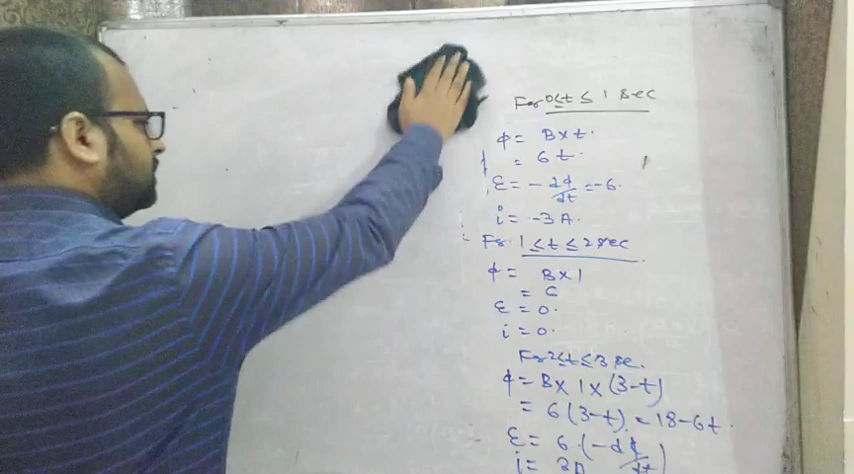 For 0≤t ≤ 1 sec
φ = B×t.
= 6t.
ε = - dφ/dt = -6.
i = -3A.
For 1 ≤ t ≤ 2 sec
φ = B×1
= C
ε = 0.
i = 0.
For 2≤t≤3 sec.
φ = B × 1 × (3-t)
= 6(3-t) = 18-6t.
ε = 6. (-dφ/dt)
i = 3A